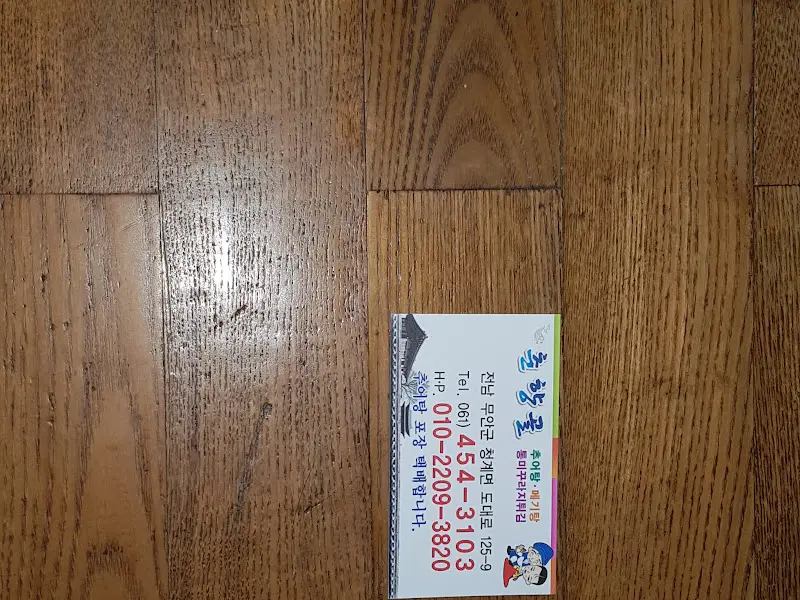 춘향골
추어탕·메기탕
통미꾸라지튀김
전남 무안군 청계면 도대로 125-9
Tel. 061) 454-3103
H·P. 010-2209-3820
추어탕 포장 택배합니다.